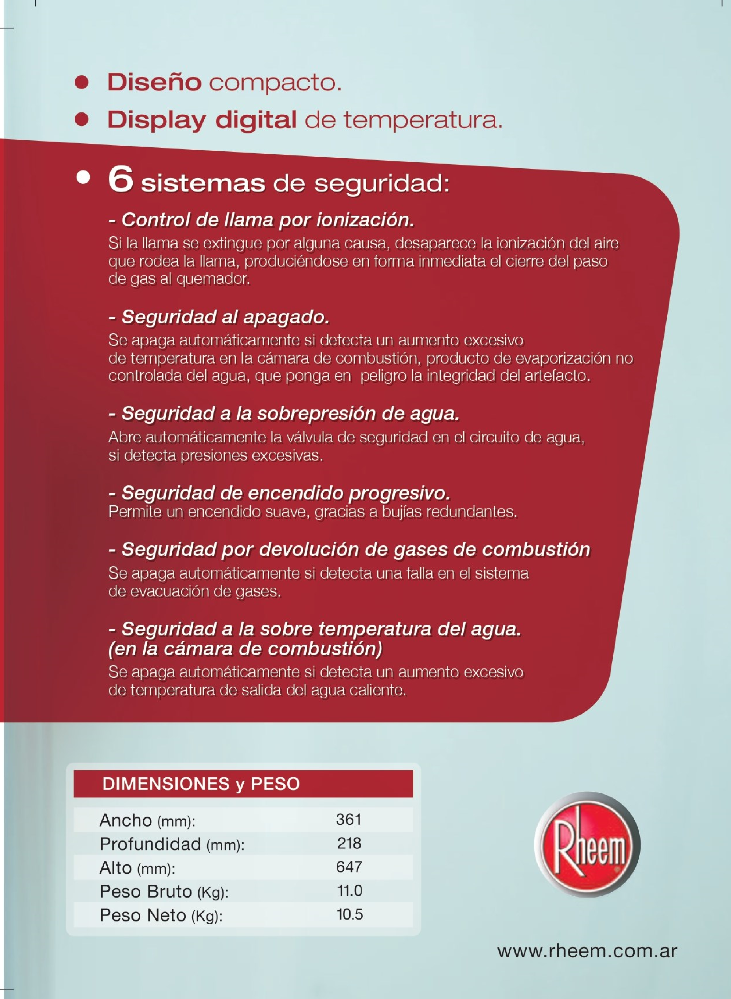 • Diseño compacto.
• Display digital de temperatura.
• 6 sistemas de seguridad:
- Control de llama por ionización.
Si la llama se extingue por alguna causa, desaparece la ionización del aire
que rodea la llama, produciéndose en forma inmediata el cierre del paso
de gas al quemador.
- Seguridad al apagado.
Se apaga automáticamente si detecta un aumento excesivo
de temperatura en la cámara de combustión, producto de evaporización no
controlada del agua, que ponga en peligro la integridad del artefacto.
- Seguridad a la sobrepresión de agua.
Abre automáticamente la válvula de seguridad en el circuito de agua,
si detecta presiones excesivas.
- Seguridad de encendido progresivo.
Permite un encendido suave, gracias a bujías redundantes.
- Seguridad por devolución de gases de combustión
Se apaga automáticamente si detecta una falla en el sistema
de evacuación de gases.
- Seguridad a la sobre temperatura del agua.
(en la cámara de combustión)
Se apaga automáticamente si detecta un aumento excesivo
de temperatura de salida del agua caliente.
DIMENSIONES y PESO
Ancho (mm): 361
Profundidad (mm): 218
Alto (mm): 647
Peso Bruto (Kg): 11.0
Peso Neto (Kg): 10.5
Rheem
www.rheem.com.ar